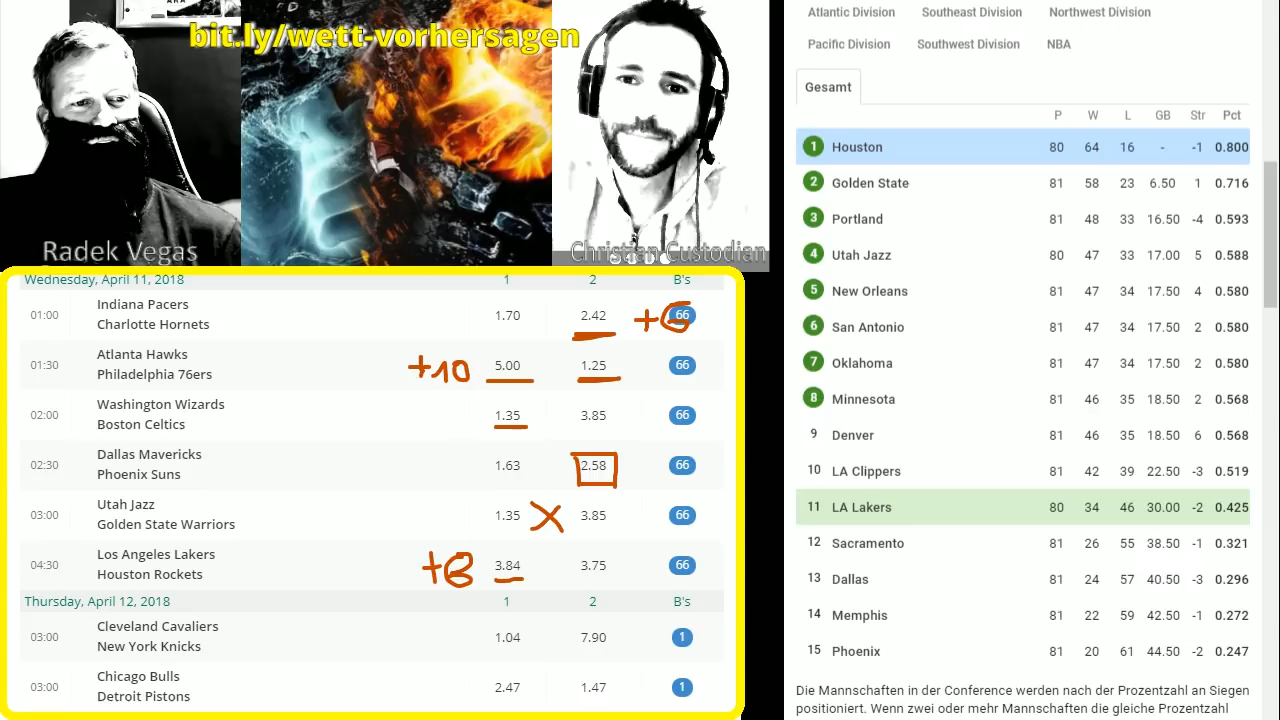 bit.ly/wett-vorhersagen
Radek Vegas
Christian Custodian
Wednesday, April 11, 2018 1 2 B's
01:00 Indiana Pacers
Charlotte Hornets 1.70 2.42 66
01:30 Atlanta Hawks
Philadelphia 76ers +10 5.00 1.25 66
02:00 Washington Wizards
Boston Celtics 1.35 3.85 66
02:30 Dallas Mavericks
Phoenix Suns 1.63 2.58 66
03:00 Utah Jazz
Golden State Warriors 1.35 X 3.85 66
04:30 Los Angeles Lakers
Houston Rockets 3.84 3.75 66
Thursday, April 12, 2018 1 2 B's
03:00 Cleveland Cavaliers
New York Knicks 1.04 7.90 1
03:00 Chicago Bulls
Detroit Pistons 2.47 1.47 1
Atlantic Division Southeast Division Northwest Division
Pacific Division Southwest Division NBA
Gesamt
P W L GB Str Pct
1 Houston 80 64 16 - -1 0.800
2 Golden State 81 58 23 6.50 1 0.716
3 Portland 81 48 33 16.50 -4 0.593
4 Utah Jazz 80 47 33 17.00 5 0.588
5 New Orleans 81 47 34 17.50 4 0.580
6 San Antonio 81 47 34 17.50 2 0.580
7 Oklahoma 81 47 34 17.50 2 0.580
8 Minnesota 81 46 35 18.50 2 0.568
9 Denver 81 46 35 18.50 6 0.568
10 LA Clippers 81 42 39 22.50 -3 0.519
11 LA Lakers 80 34 46 30.00 -2 0.425
12 Sacramento 81 26 55 38.50 -1 0.321
13 Dallas 81 24 57 40.50 -3 0.296
14 Memphis 81 22 59 42.50 -1 0.272
15 Phoenix 81 20 61 44.50 -2 0.247
Die Mannschaften in der Conference werden nach der Prozentzahl an Siegen
positioniert. Wenn zwei oder mehr Mannschaften die gleiche Prozentzahl